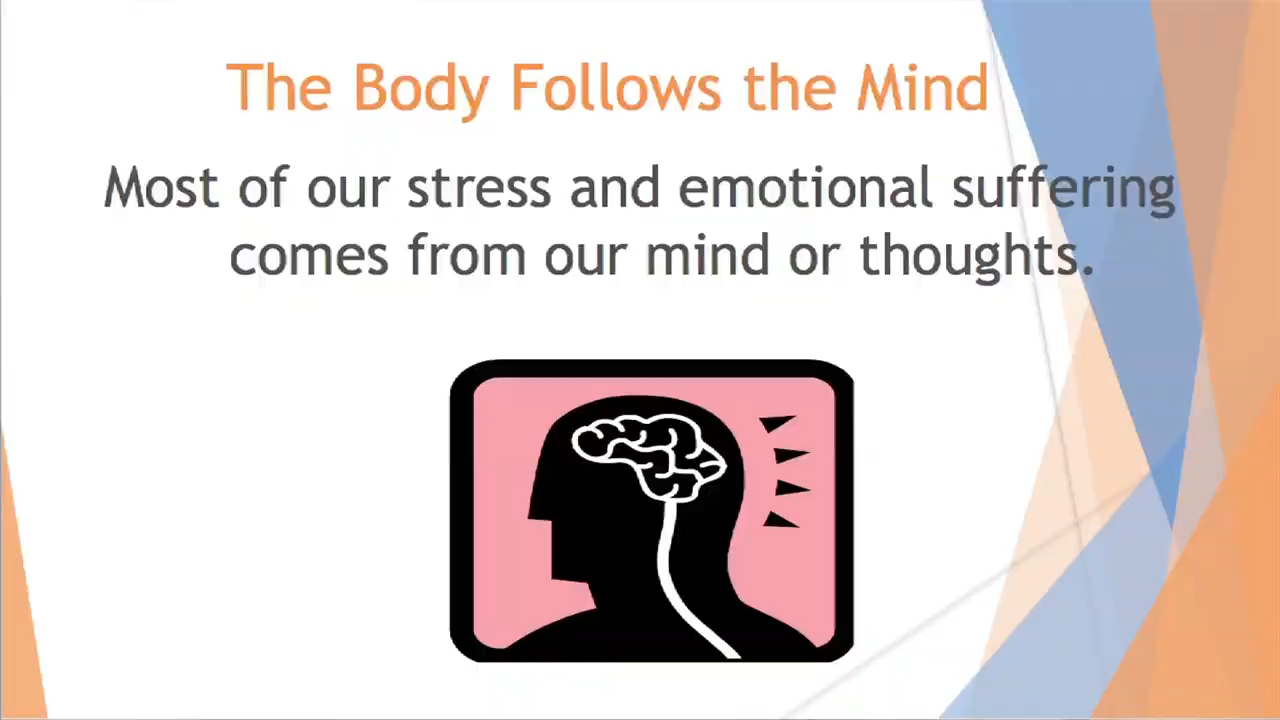 The Body Follows the Mind
Most of our stress and emotional suffering
comes from our mind or thoughts.